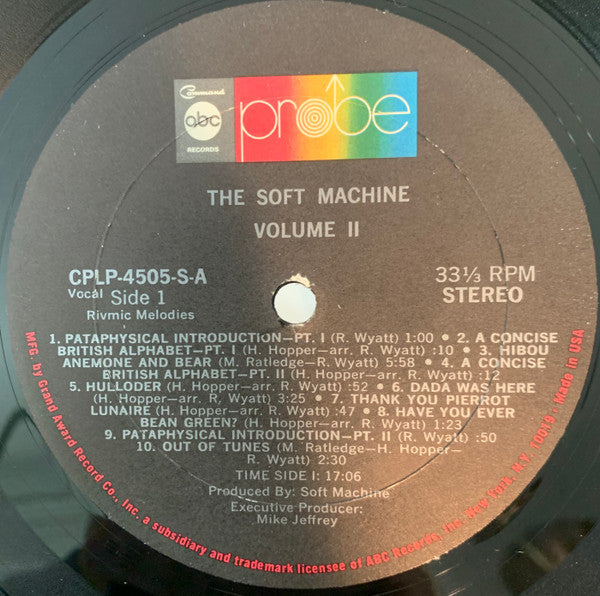 Command
abc
RECORDS
probe
THE SOFT MACHINE
VOLUME II
CPLP-4505-S-A
Vocal Side 1
Rivmic Melodies
33⅓ RPM
STEREO
1. PATAPHYSICAL INTRODUCTION—PT. I (R. Wyatt) 1:00 • 2. A CONCISE
BRITISH ALPHABET—PT. I (H. Hopper—arr. R. Wyatt) :10 • 3. HIBOU
ANEMONE AND BEAR (M. Ratledge—R. Wyatt) 5:58 • 4. A CONCISE
BRITISH ALPHABET—PT. II (H. Hopper—arr. R. Wyatt) :12
5. HULLODER (H. Hopper—arr. R. Wyatt) :52 • 6. DADA WAS HERE
(H. Hopper—arr. R. Wyatt) 3:25 • 7. THANK YOU PIERROT
LUNAIRE (H. Hopper—arr. R. Wyatt) :47 • 8. HAVE YOU EVER
BEAN GREEN? (H. Hopper—arr. R. Wyatt) 1:23
9. PATAPHYSICAL INTRODUCTION—PT. II (R. Wyatt) :50
10. OUT OF TUNES (M. Ratledge—H. Hopper—
R. Wyatt) 2:30
TIME SIDE I: 17:06
Produced By: Soft Machine
Executive Producer:
Mike Jeffrey
MFG. by Grand Award Record Co., Inc. a subsidiary and trademark licensee of ABC Records, Inc. New York, N.Y. 10019 • Made in USA